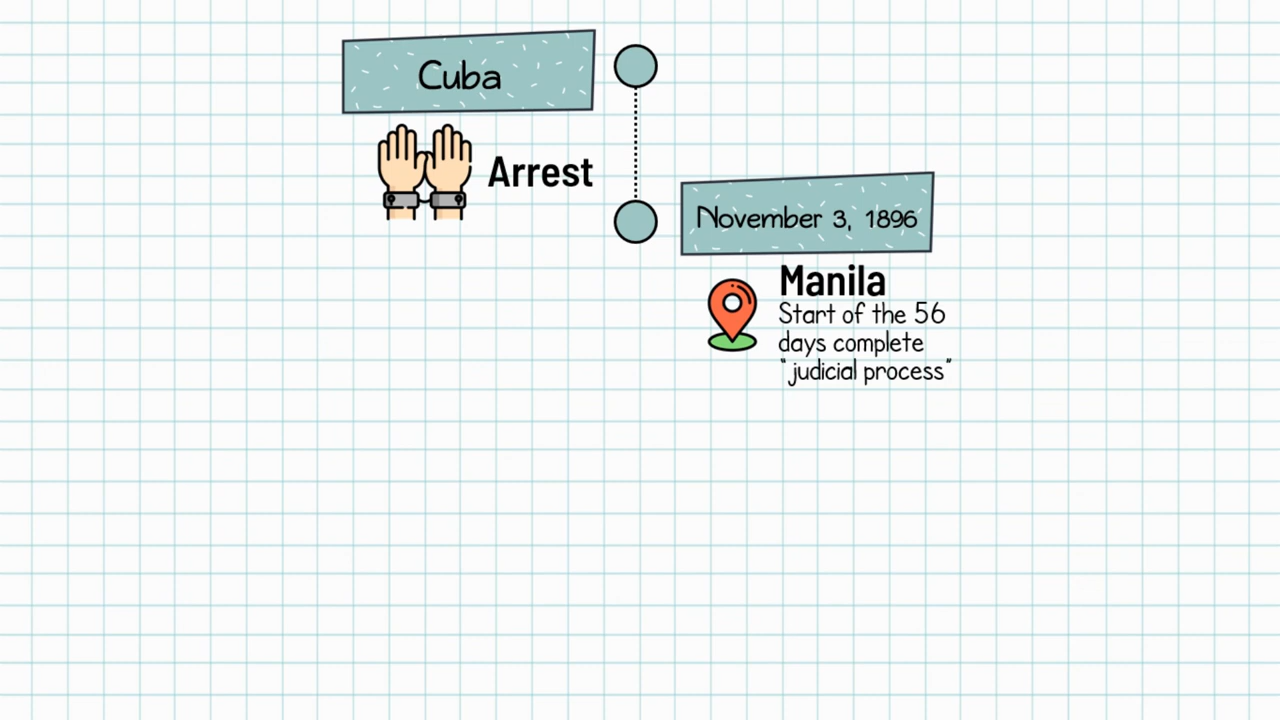 Cuba
Arrest
November 3, 1896
Manila
Start of the 56
days complete
"judicial process"